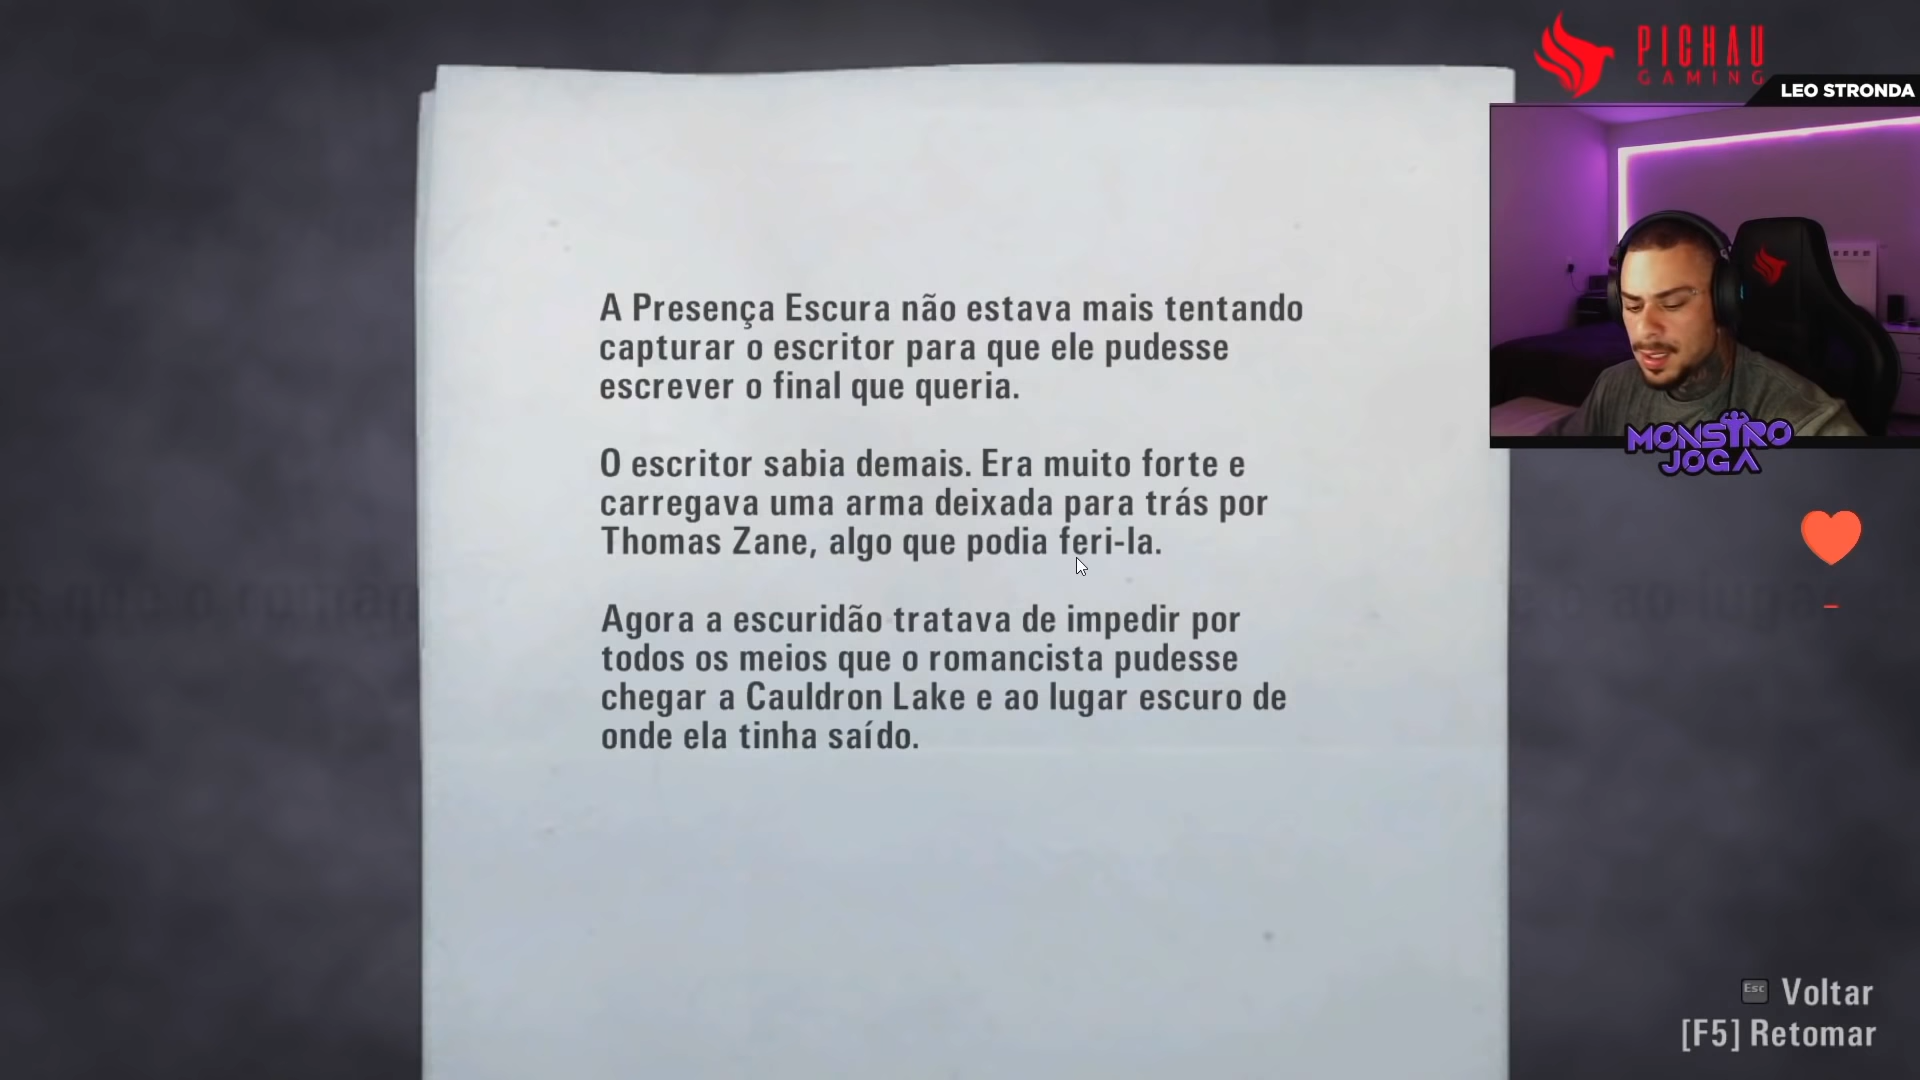 PICHAU
GAMING
LEO STRONDA
A Presença Escura não estava mais tentando
capturar o escritor para que ele pudesse
escrever o final que queria.
O escritor sabia demais. Era muito forte e
carregava uma arma deixada para trás por
Thomas Zane, algo que podia feri-la.
Agora a escuridão tratava de impedir por
todos os meios que o romancista pudesse
chegar a Cauldron Lake e ao lugar escuro de
onde ela tinha saído.
MONSTRO
JOGA
Esc Voltar
[F5] Retomar